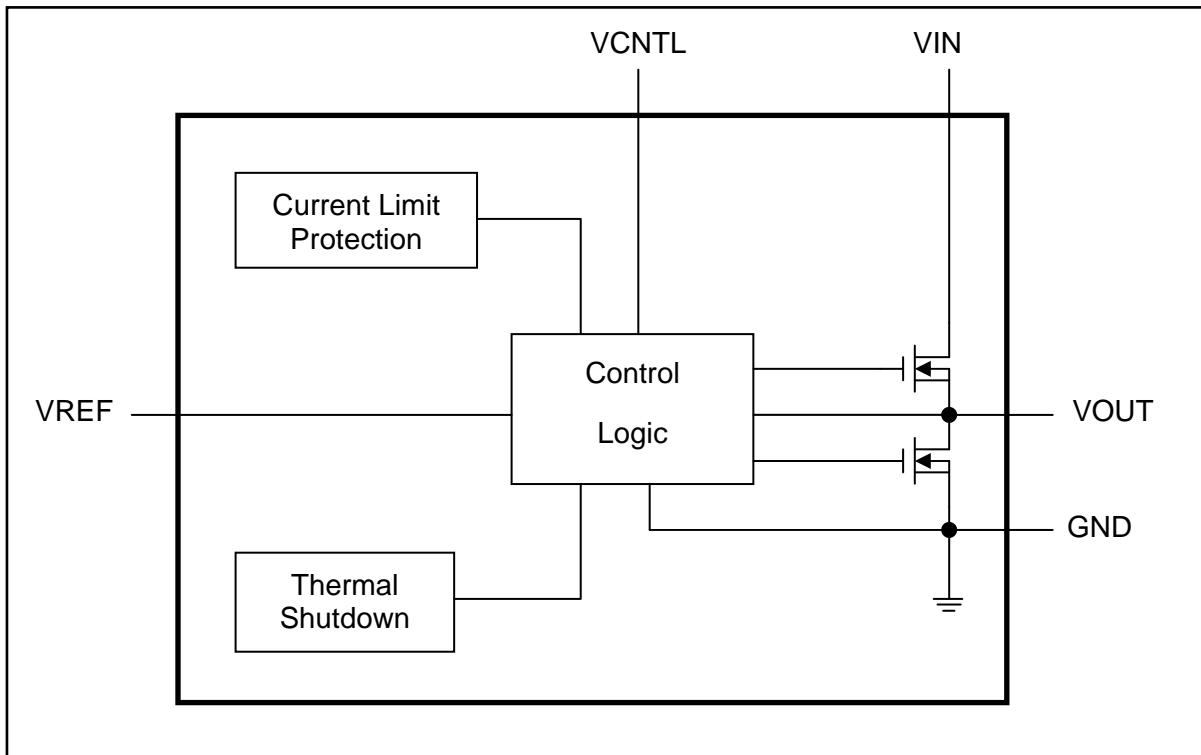 VCNTL
VIN
Current Limit
Protection
Control
Logic
VREF
VOUT
GND
Thermal
Shutdown